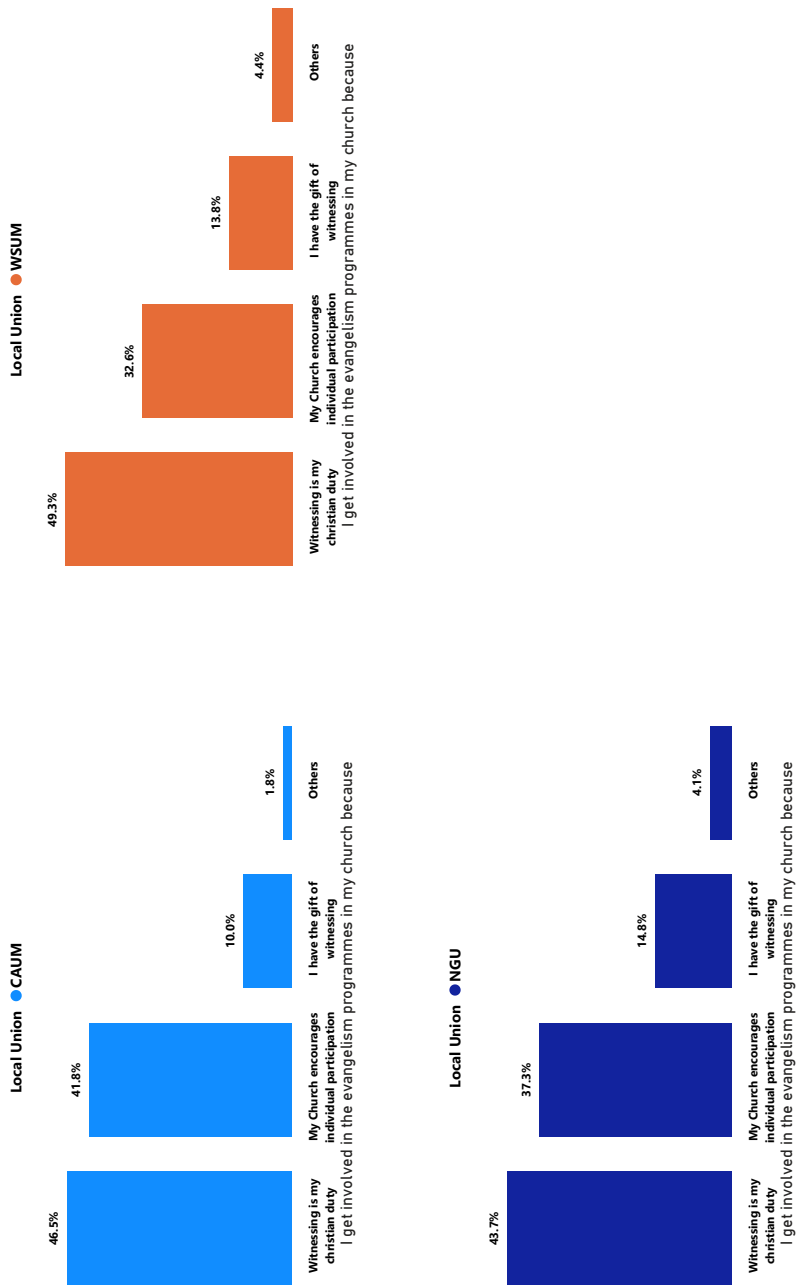 Local Union CAUM
46.5%
41.8%
10.0%
1.8%
Witnessing is my
christian duty
My Church encourages
individual participation
I have the gift of
witnessing
Others
I get involved in the evangelism programmes in my church because
Local Union WSUM
49.3%
32.6%
13.8%
4.4%
Witnessing is my
christian duty
My Church encourages
individual participation
I have the gift of
witnessing
Others
I get involved in the evangelism programmes in my church because
Local Union NGU
43.7%
37.3%
14.8%
4.1%
Witnessing is my
christian duty
My Church encourages
individual participation
I have the gift of
witnessing
Others
I get involved in the evangelism programmes in my church because